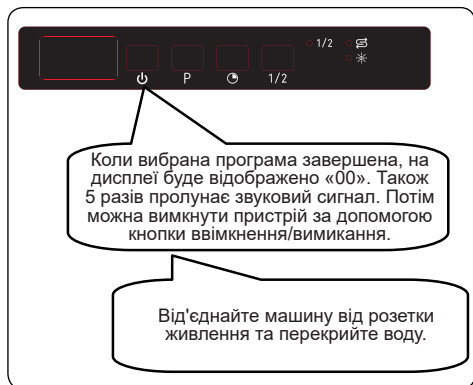 1/2
P 1/2
Коли вибрана програма завершена, на
дисплеї буде відображено «00». Також
5 разів пролунає звуковий сигнал. Потім
можна вимкнути пристрій за допомогою
кнопки ввімкнення/вимикання.
Від'єднайте машину від розетки
живлення та перекрийте воду.